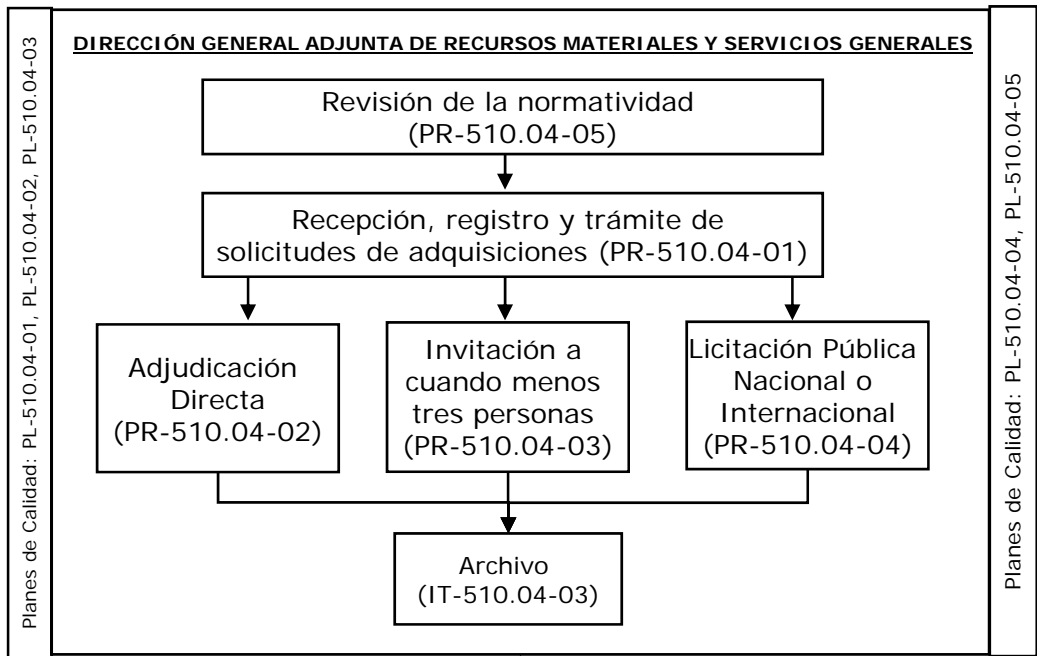 Planes de Calidad: PL-510.04-01, PL-510.04-02, PL-510.04-03
DIRECCIÓN GENERAL ADJUNTA DE RECURSOS MATERIALES Y SERVICIOS GENERALES
Revisión de la normatividad
(PR-510.04-05)
Recepción, registro y trámite de
solicitudes de adquisiciones (PR-510.04-01)
Adjudicación
Directa
(PR-510.04-02)
Invitación a
cuando menos
tres personas
(PR-510.04-03)
Licitación Pública
Nacional o
Internacional
(PR-510.04-04)
Archivo
(IT-510.04-03)
Planes de Calidad: PL-510.04-04, PL-510.04-05